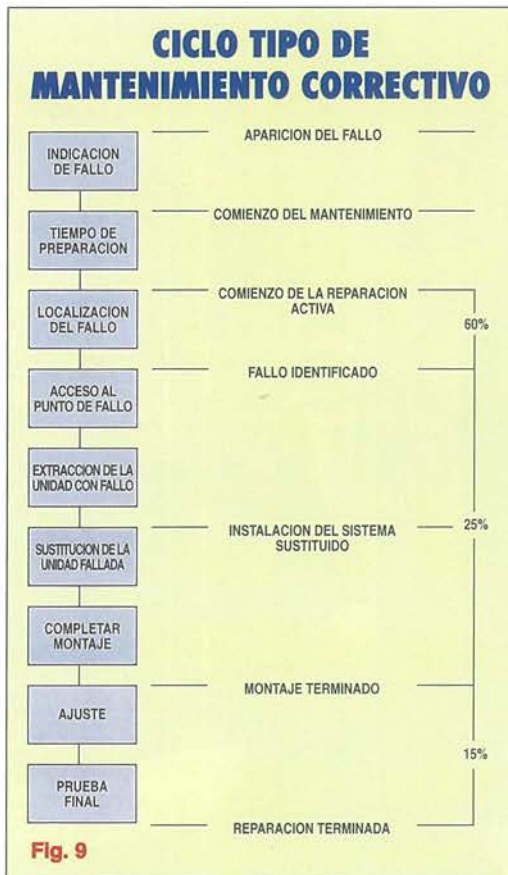 CICLO TIPO DE
MANTENIMIENTO CORRECTIVO
APARICION DEL FALLO
INDICACION
DE FALLO
COMIENZO DEL MANTENIMIENTO
TIEMPO DE
PREPARACION
COMIENZO DE LA REPARACION
ACTIVA
LOCALIZACION
DEL FALLO
60%
FALLO IDENTIFICADO
ACCESO AL
PUNTO DE FALLO
EXTRACCION DE LA
UNIDAD CON FALLO
INSTALACION DEL SISTEMA
SUSTITUIDO
25%
SUSTITUCION DE LA
UNIDAD FALLADA
COMPLETAR
MONTAJE
MONTAJE TERMINADO
AJUSTE
15%
PRUEBA
FINAL
REPARACION TERMINADA
Fig. 9